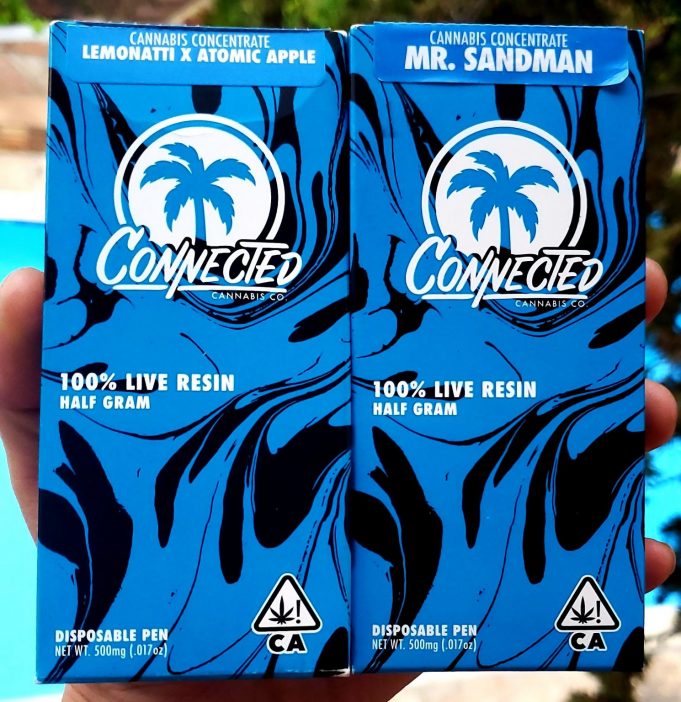 CANNABIS CONCENTRATE
LEMONATTI X ATOMIC APPLE
CONNECTED
CANNABIS CO.
100% LIVE RESIN
HALF GRAM
DISPOSABLE PEN
NET WT. 500mg (.017oz)
CA
CANNABIS CONCENTRATE
MR. SANDMAN
CONNECTED
CANNABIS CO.
100% LIVE RESIN
HALF GRAM
DISPOSABLE PEN
NET WT. 500mg (.017oz)
!
CA